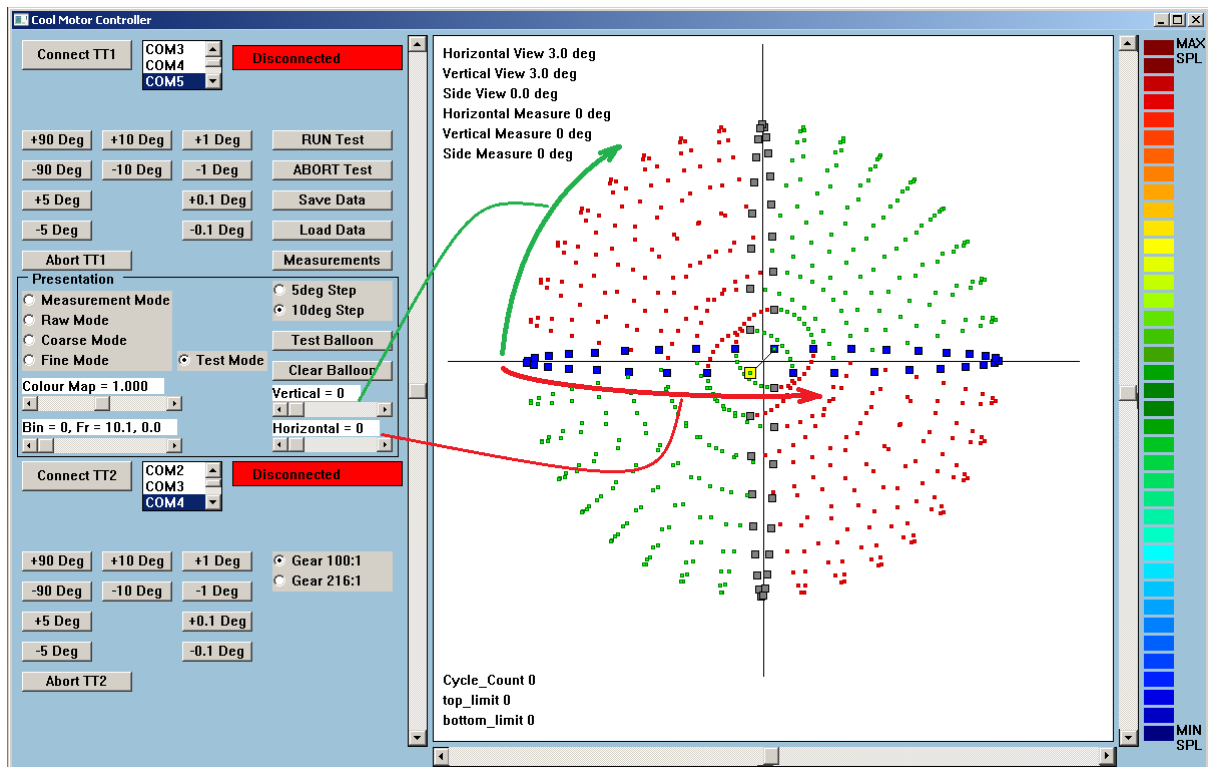 Cool Motor Controller
Connect TT1
COM3
COM4
COM5
Disconnected
+90 Deg
+10 Deg
+1 Deg
RUN Test
-90 Deg
-10 Deg
-1 Deg
ABORT Test
+5 Deg
+0.1 Deg
Save Data
-5 Deg
-0.1 Deg
Load Data
Abort TT1
Measurements
Presentation
Measurement Mode
Raw Mode
Coarse Mode
Fine Mode
Test Mode
5deg Step
10deg Step
Test Balloon
Clear Balloon
Colour Map = 1.000
Vertical = 0
Bin = 0, Fr = 10.1, 0.0
Horizontal = 0
Connect TT2
COM2
COM3
COM4
Disconnected
+90 Deg
+10 Deg
+1 Deg
Gear 100:1
-90 Deg
-10 Deg
-1 Deg
Gear 216:1
+5 Deg
+0.1 Deg
-5 Deg
-0.1 Deg
Abort TT2
Horizontal View 3.0 deg
Vertical View 3.0 deg
Side View 0.0 deg
Horizontal Measure 0 deg
Vertical Measure 0 deg
Side Measure 0 deg
Cycle_Count 0
top_limit 0
bottom_limit 0
MAX
SPL
MIN
SPL